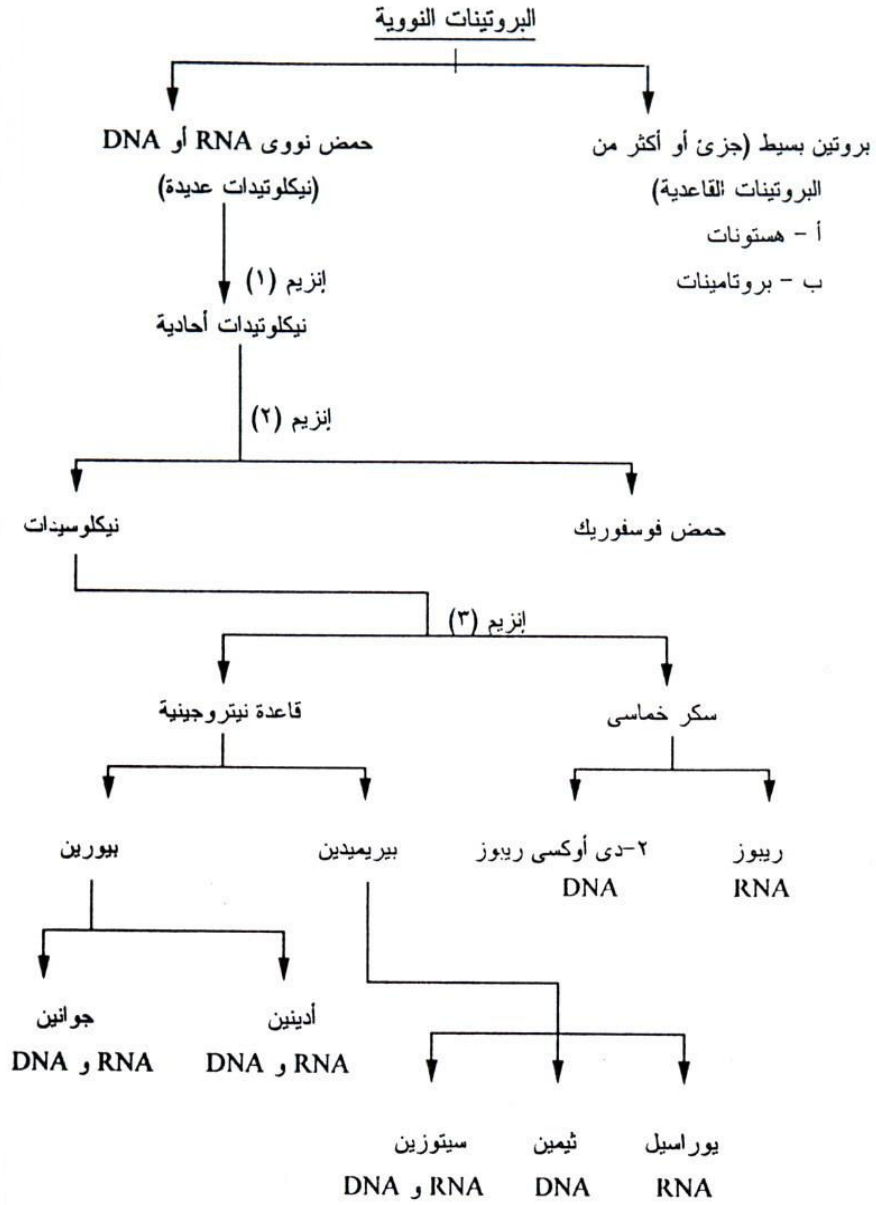 البروتينات النووية
بروتين بسيط (جزئ أو أكثر من
البروتينات القاعدية)
أ - هستونات
ب - بروتامينات
حمض نووى RNA أو DNA
(نيكلوتيدات عديدة)
إنزيم (١)
نيكلوتيدات أحادية
إنزيم (٢)
حمض فوسفوريك
نيكلوسيدات
إنزيم (٣)
سكر خماسى
قاعدة نيتروجينية
ريبوز
RNA
٢-دى أوكسى ريبوز
DNA
بيريميدين
بيورين
أدينين
RNA و DNA
جوانين
RNA و DNA
يوراسيل
RNA
ثيمين
DNA
سيتوزين
RNA و DNA